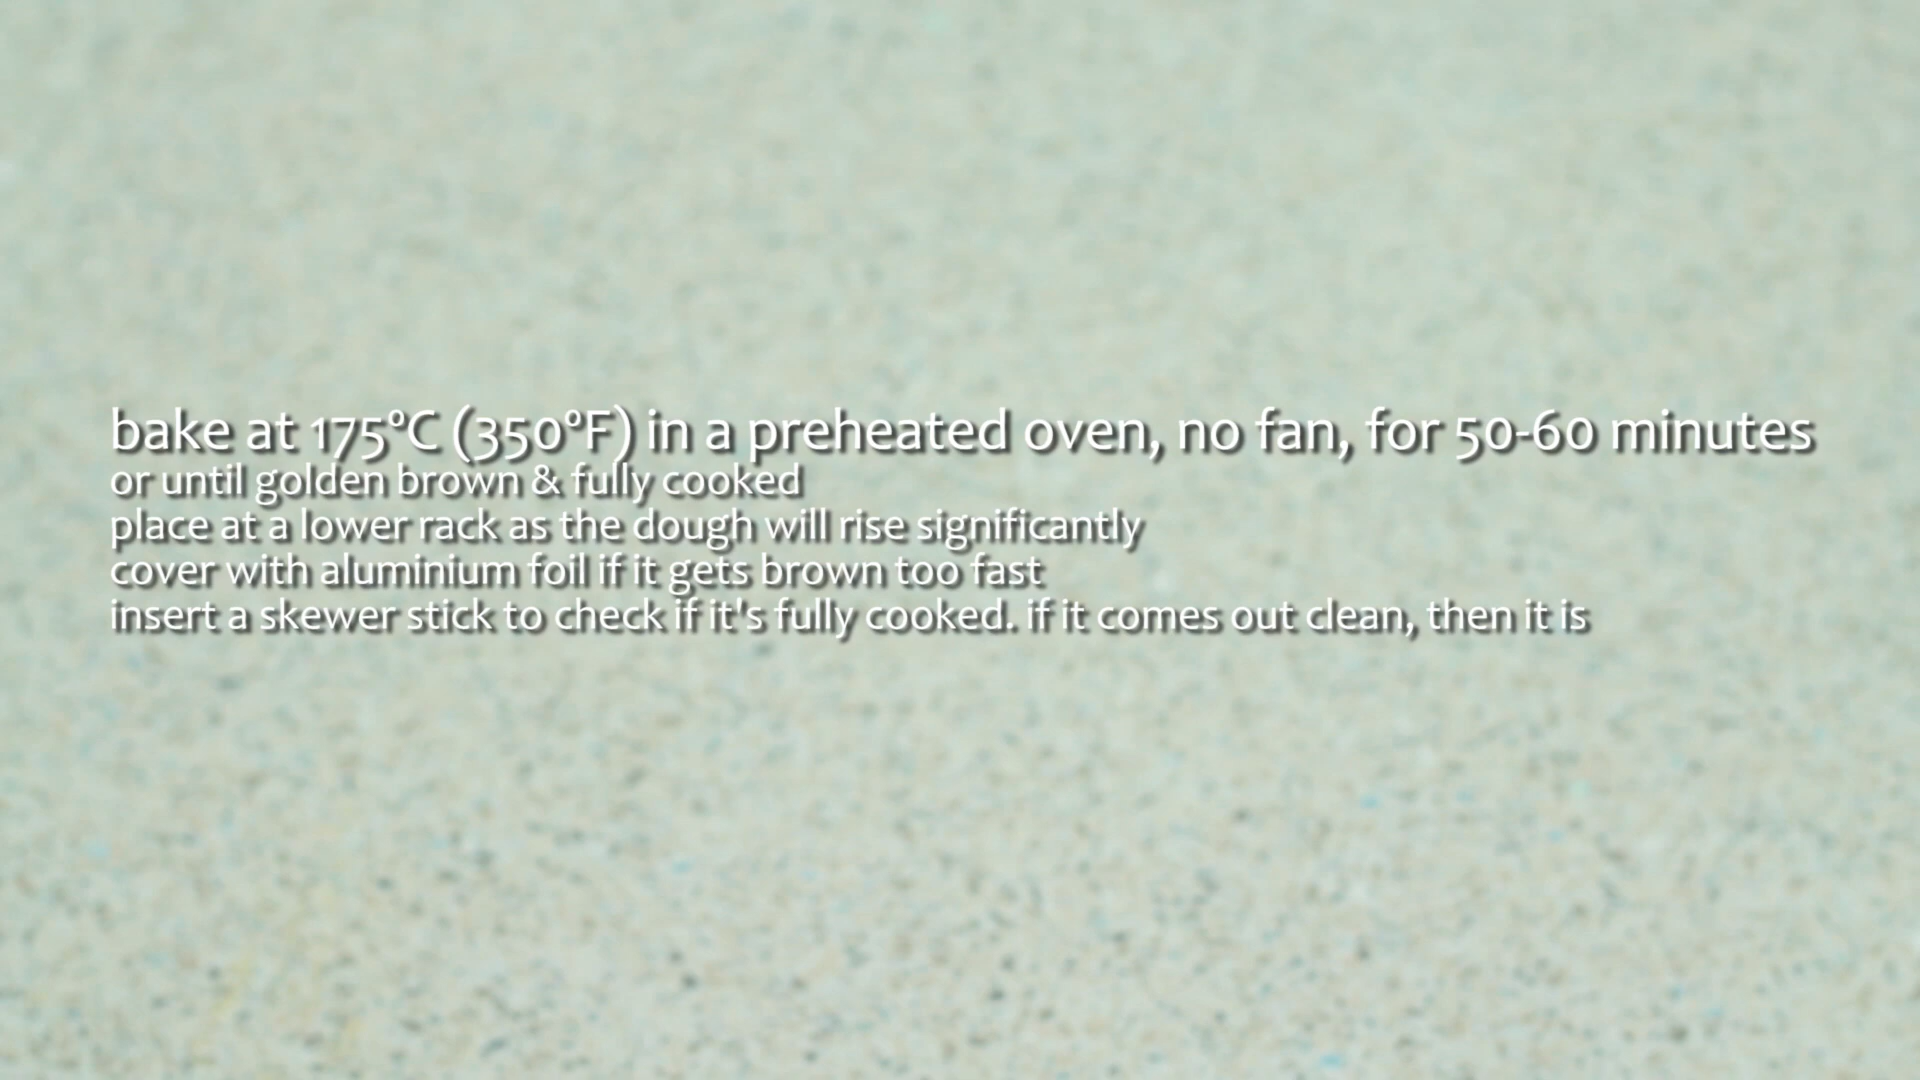 bake at 175ºC (350ºF) in a preheated oven, no fan, for 50-60 minutes
or until golden brown & fully cooked
place at a lower rack as the dough will rise significantly
cover with aluminium foil if it gets brown too fast
insert a skewer stick to check if it's fully cooked. if it comes out clean, then it is